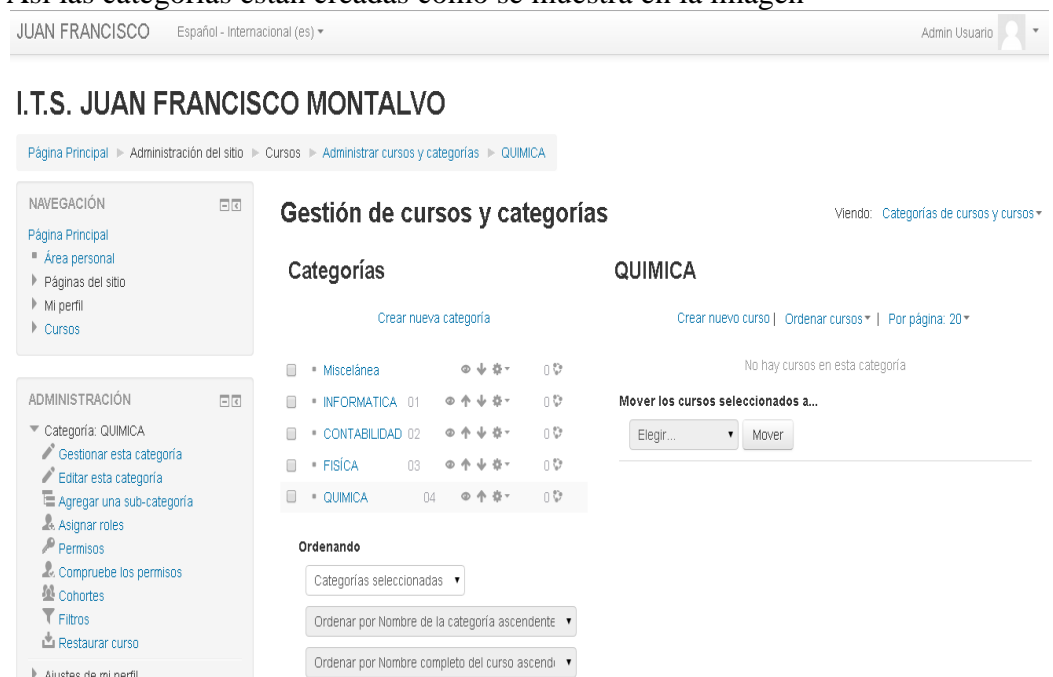 Así las categorías están creadas como se muestra en la imagen
JUAN FRANCISCO Español - Internacional (es) Admin Usuario
I.T.S. JUAN FRANCISCO MONTALVO
Página Principal Administración del sitio Cursos Administrar cursos y categorías QUIMICA
NAVEGACIÓN
Página Principal
Área personal
Páginas del sitio
Mi perfil
Cursos
ADMINISTRACIÓN
Categoría: QUIMICA
Gestionar esta categoría
Editar esta categoría
Agregar una sub-categoría
Asignar roles
Permisos
Compruebe los permisos
Cohortes
Filtros
Restaurar curso
Ajustes de mi perfil
Gestión de cursos y categorías
Viendo: Categorías de cursos y cursos
Categorías
Crear nueva categoría
Miscelánea 0
INFORMATICA 01 0
CONTABILIDAD 02 0
FISÍCA 03 0
QUIMICA 04 0
Ordenando
Categorías seleccionadas
Ordenar por Nombre de la categoría ascendente
Ordenar por Nombre completo del curso ascend
QUIMICA
Crear nuevo curso | Ordenar cursos | Por página: 20
No hay cursos en esta categoría
Mover los cursos seleccionados a...
Elegir... Mover